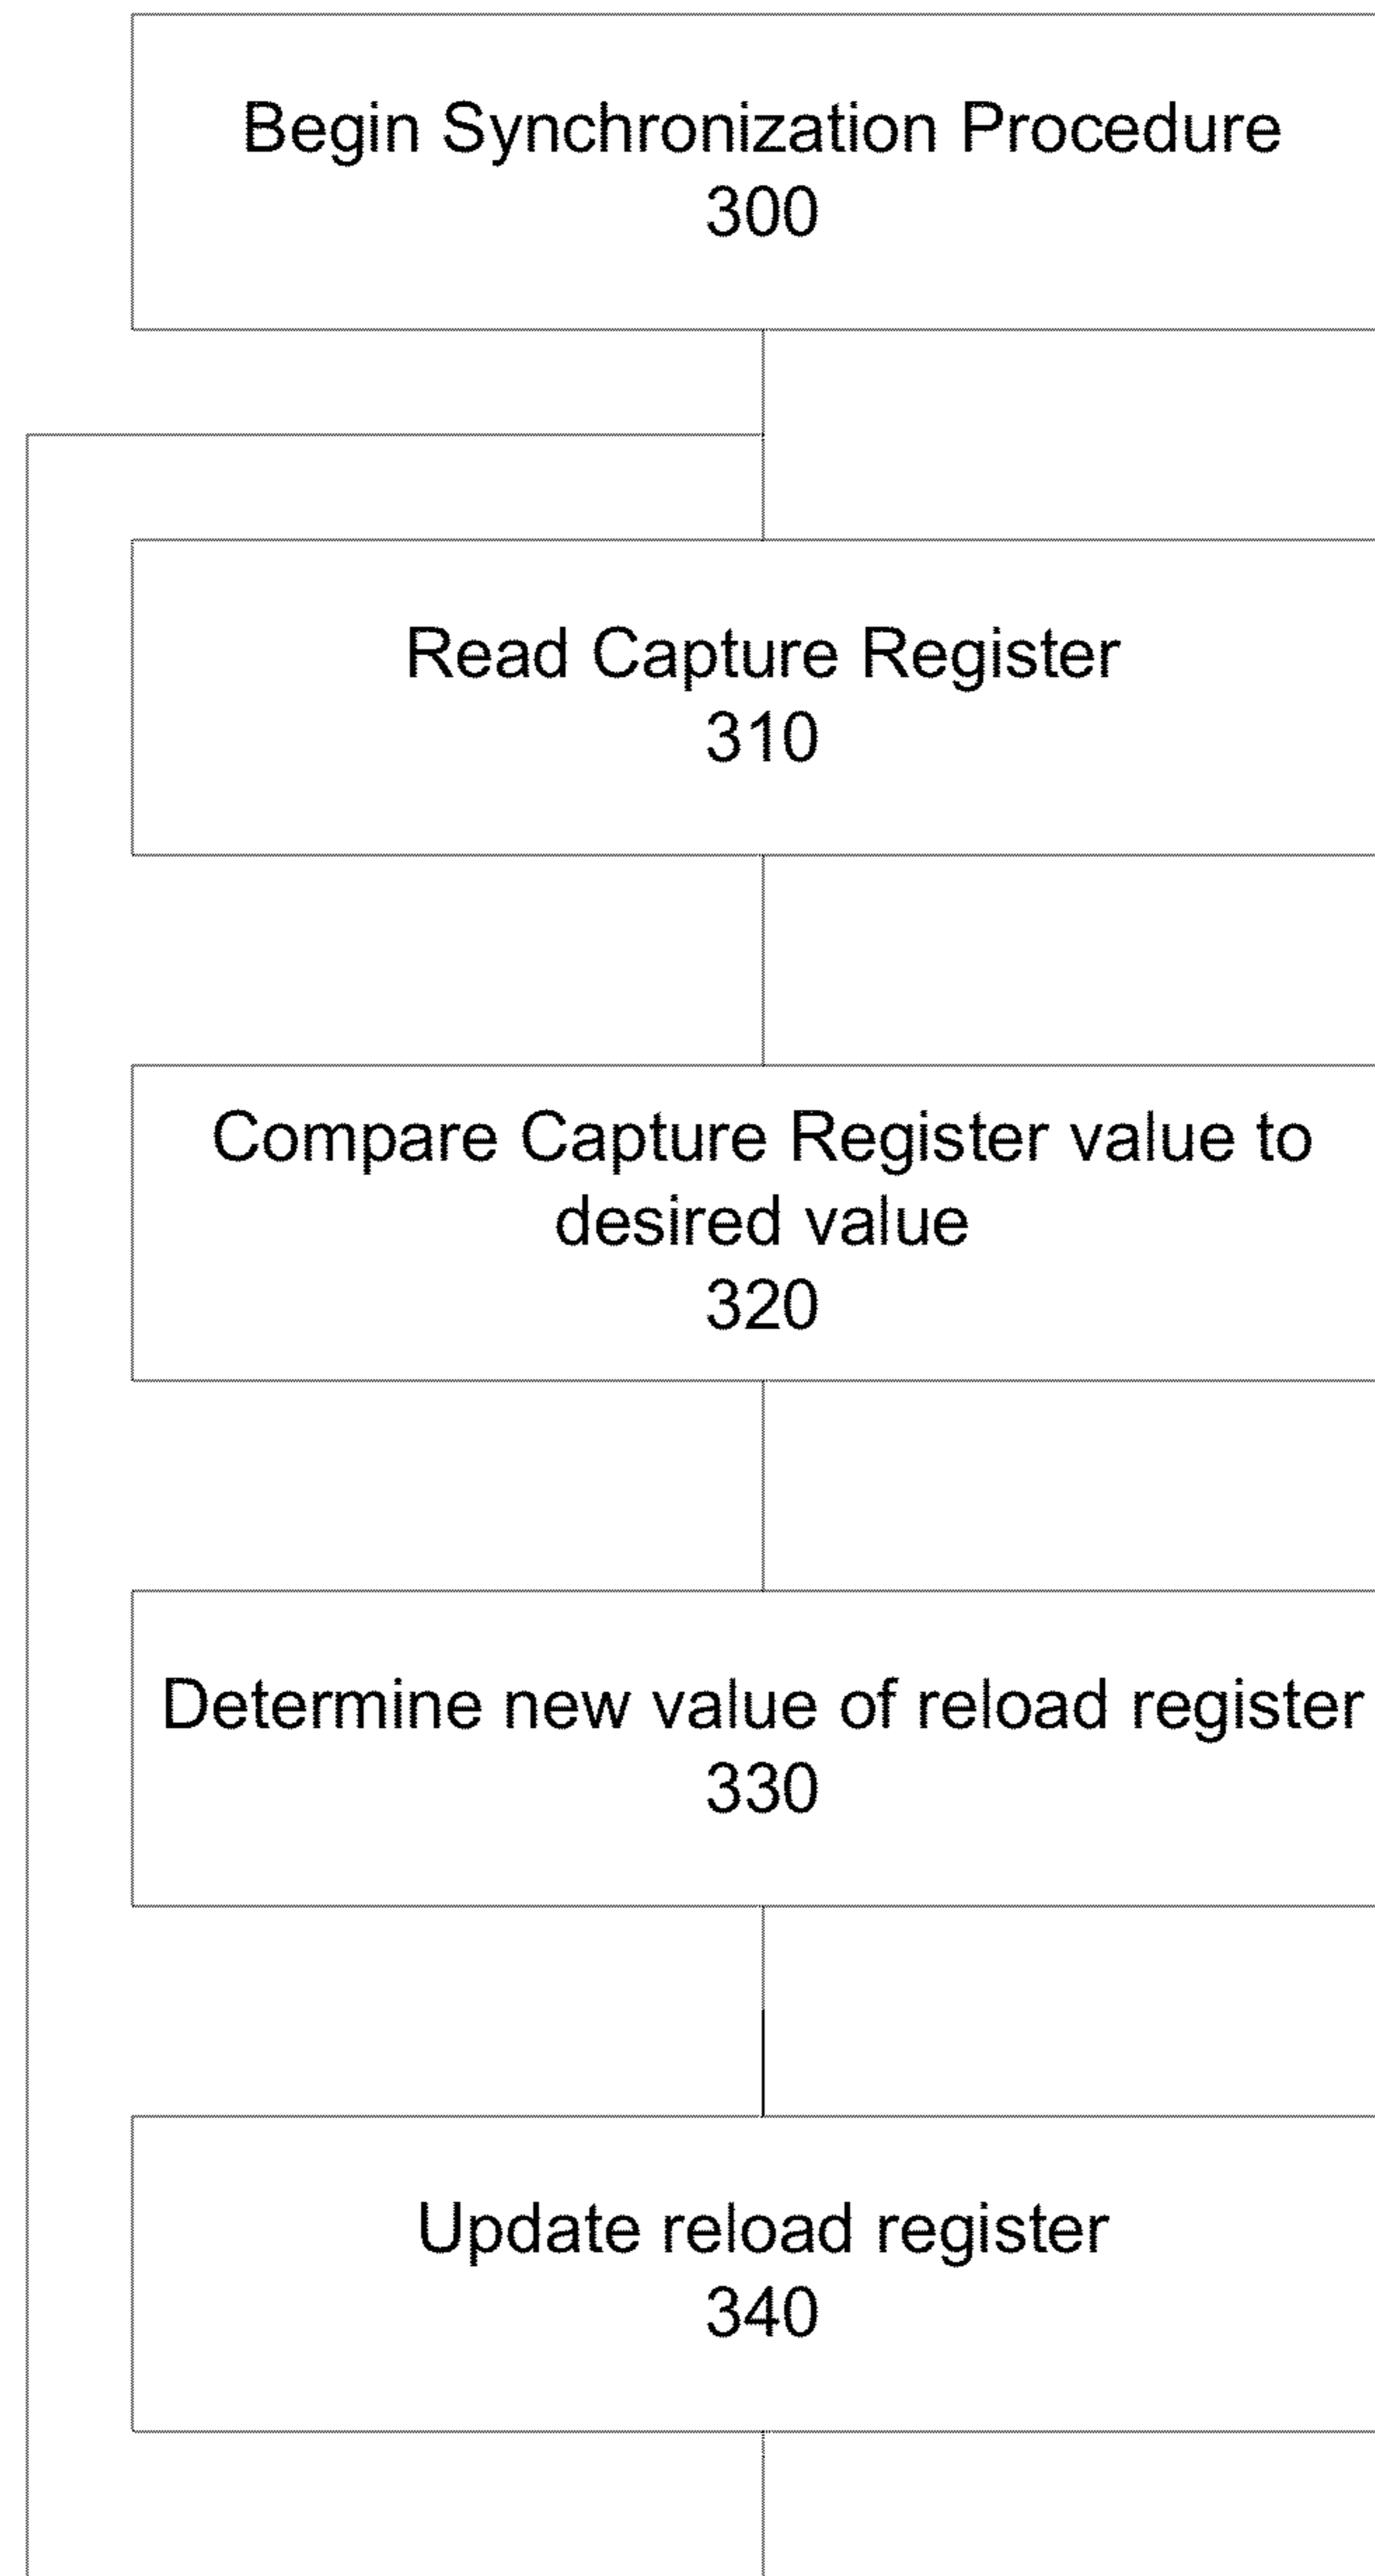 Begin Synchronization Procedure
300
Read Capture Register
310
Compare Capture Register value to
desired value
320
Determine new value of reload register
330
Update reload register
340